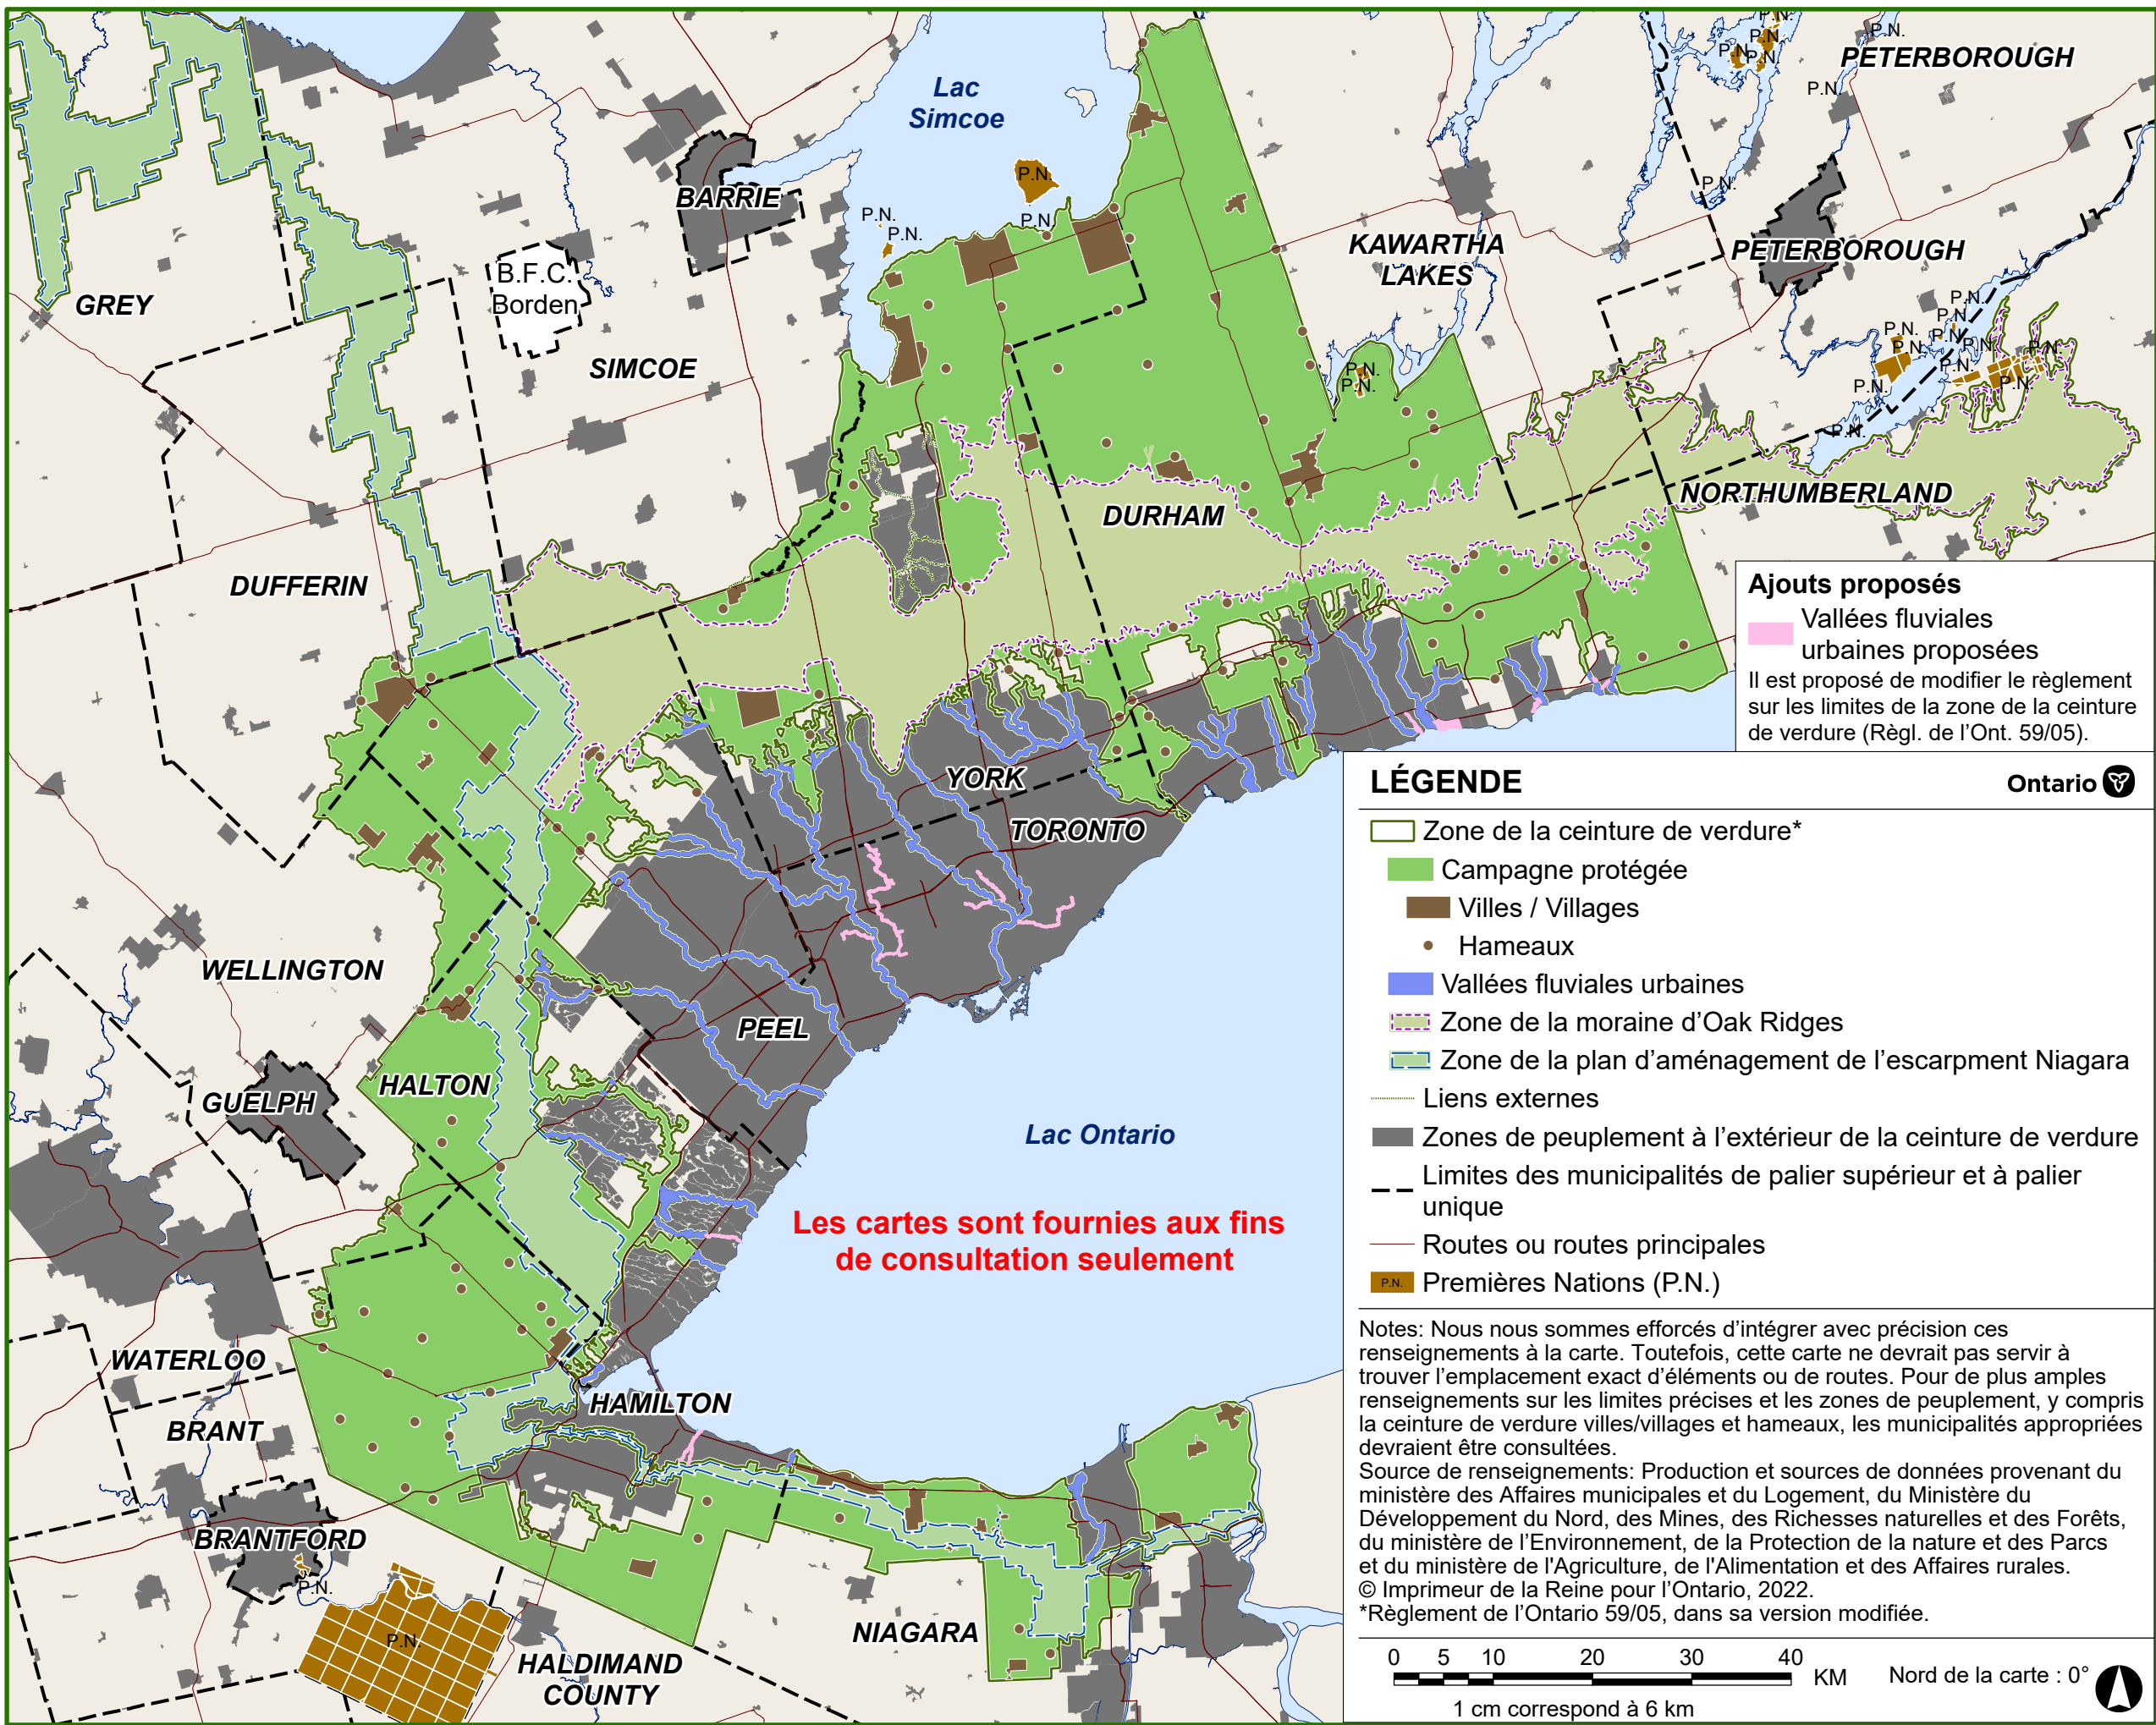 PETERBOROUGH
P.N.
P.N.
P.N.
P.N.
P.N.
P.N.
Lac
Simcoe
P.N.
BARRIE
P.N.
P.N.
P.N.
P.N.
KAWARTHA
LAKES
PETERBOROUGH
B.F.C.
Borden
GREY
SIMCOE
P.N.
P.N.
P.N.
P.N.
P.N.
P.N.
P.N.
P.N.
P.N.
P.N.
P.N.
P.N.
P.N.
NORTHUMBERLAND
DURHAM
DUFFERIN
Ajouts proposés
Vallées fluviales
urbaines proposées
Il est proposé de modifier le règlement
sur les limites de la zone de la ceinture
de verdure (Règl. de l'Ont. 59/05).
YORK
TORONTO
WELLINGTON
PEEL
HALTON
GUELPH
Lac Ontario
Les cartes sont fournies aux fins
de consultation seulement
WATERLOO
HAMILTON
BRANT
BRANTFORD
P.N.
P.N.
NIAGARA
HALDIMAND
COUNTY
LÉGENDE
Ontario
Zone de la ceinture de verdure*
Campagne protégée
Villes / Villages
Hameaux
Vallées fluviales urbaines
Zone de la moraine d'Oak Ridges
Zone de la plan d'aménagement de l'escarpment Niagara
Liens externes
Zones de peuplement à l'extérieur de la ceinture de verdure
Limites des municipalités de palier supérieur et à palier
unique
Routes ou routes principales
P.N. Premières Nations (P.N.)
Notes: Nous nous sommes efforcés d'intégrer avec précision ces
renseignements à la carte. Toutefois, cette carte ne devrait pas servir à
trouver l'emplacement exact d'éléments ou de routes. Pour de plus amples
renseignements sur les limites précises et les zones de peuplement, y compris
la ceinture de verdure villes/villages et hameaux, les municipalités appropriées
devraient être consultées.
Source de renseignements: Production et sources de données provenant du
ministère des Affaires municipales et du Logement, du Ministère du
Développement du Nord, des Mines, des Richesses naturelles et des Forêts,
du ministère de l'Environnement, de la Protection de la nature et des Parcs
et du ministère de l'Agriculture, de l'Alimentation et des Affaires rurales.
© Imprimeur de la Reine pour l'Ontario, 2022.
*Règlement de l'Ontario 59/05, dans sa version modifiée.
0 5 10 20 30 40
KM
1 cm correspond à 6 km
Nord de la carte : 0°